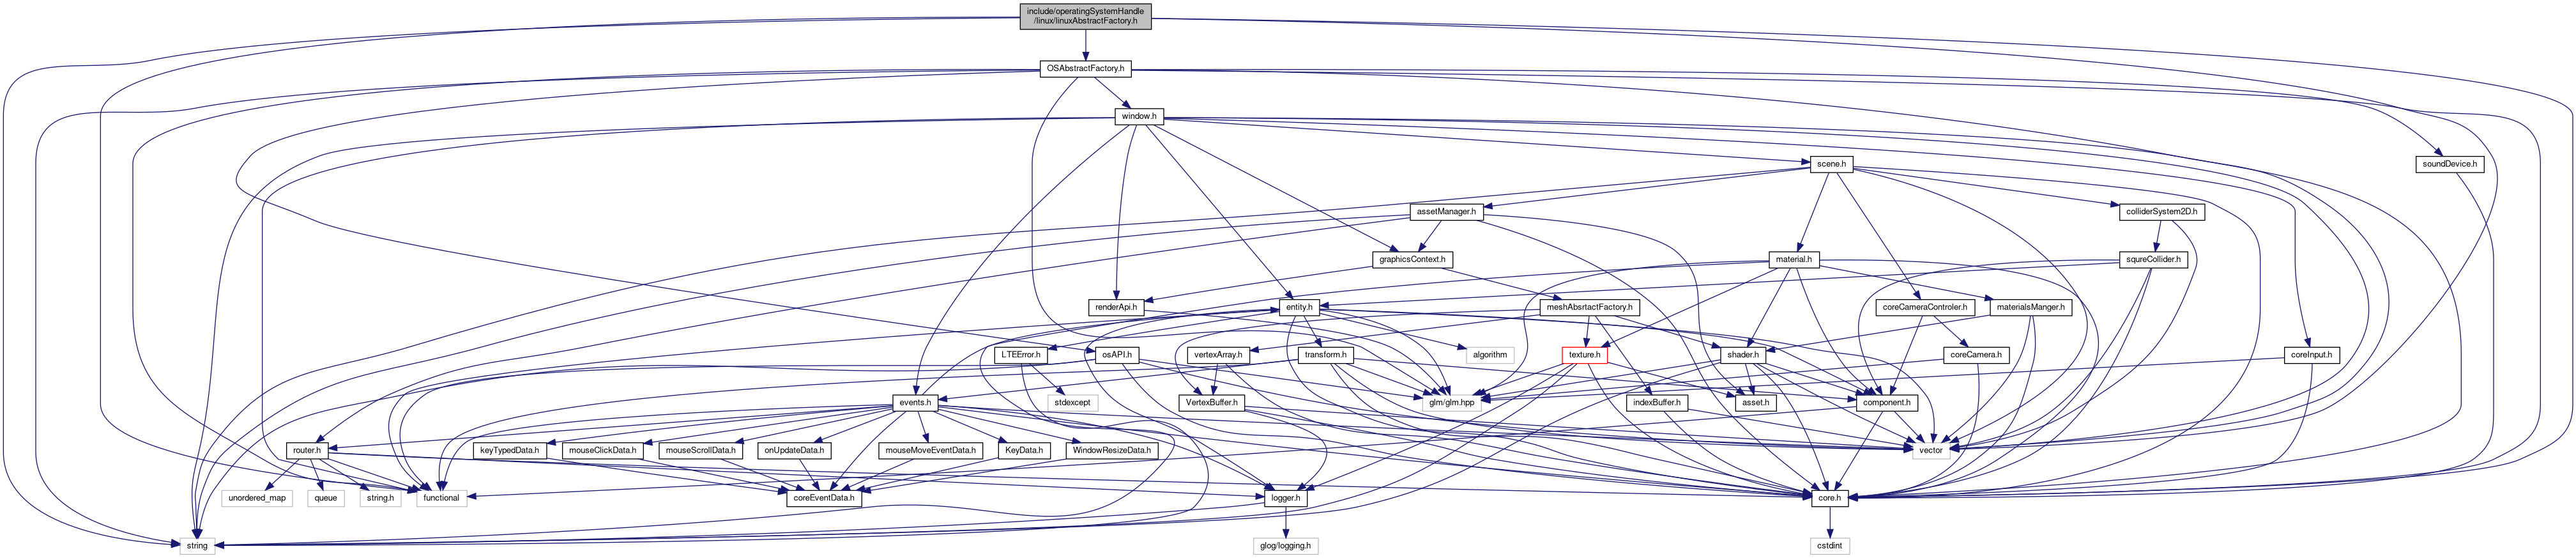 include/operatingSystemHandle
/linux/linuxAbstractFactory.h
OSAbstractFactory.h
window.h
scene.h
soundDevice.h
assetManager.h
colliderSystem2D.h
graphicsContext.h
material.h
squreCollider.h
renderApi.h
entity.h
meshAbsrtactFactory.h
coreCameraControler.h
materialsManger.h
LTEError.h
osAPI.h
vertexArray.h
transform.h
algorithm
texture.h
shader.h
coreCamera.h
coreInput.h
stdexcept
events.h
VertexBuffer.h
glm/glm.hpp
indexBuffer.h
asset.h
component.h
router.h
keyTypedData.h
mouseClickData.h
mouseScrollData.h
onUpdateData.h
mouseMoveEventData.h
KeyData.h
WindowResizeData.h
vector
unordered_map
queue
string.h
functional
coreEventData.h
logger.h
core.h
string
glog/logging.h
cstdint